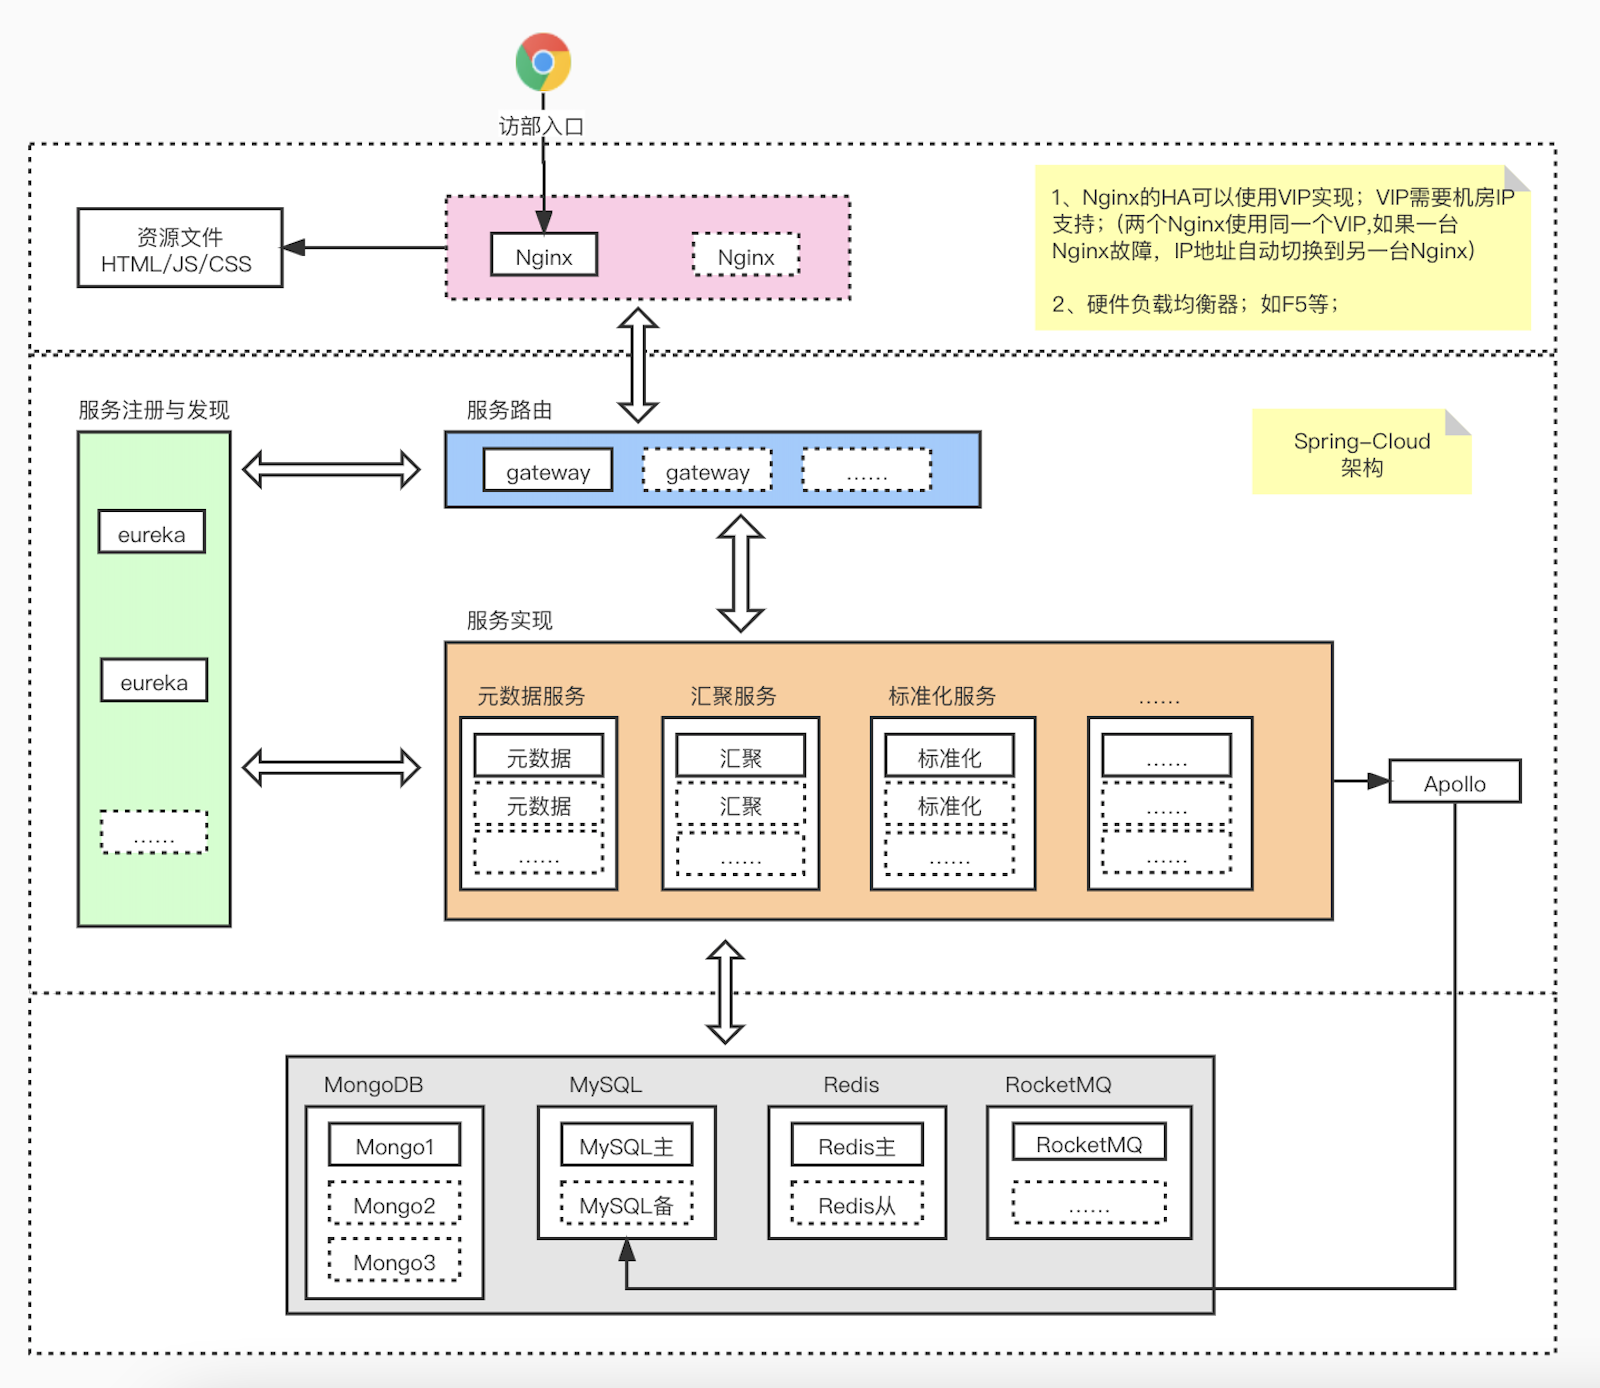 访部入口
资源文件
HTML/JS/CSS
Nginx
Nginx
1、Nginx的HA可以使用VIP实现；VIP需要机房IP
支持；（两个Nginx使用同一个VIP,如果一台
Nginx故障，IP地址自动切换到另一台Nginx）
2、硬件负载均衡器；如F5等；
服务注册与发现
服务路由
gateway
gateway
......
Spring-Cloud
架构
eureka
eureka
......
服务实现
元数据服务
汇聚服务
标准化服务
......
元数据
汇聚
标准化
......
元数据
汇聚
标准化
......
......
......
......
......
Apollo
MongoDB
MySQL
Redis
RocketMQ
Mongo1
MySQL主
Redis主
RocketMQ
Mongo2
MySQL备
Redis从
......
Mongo3